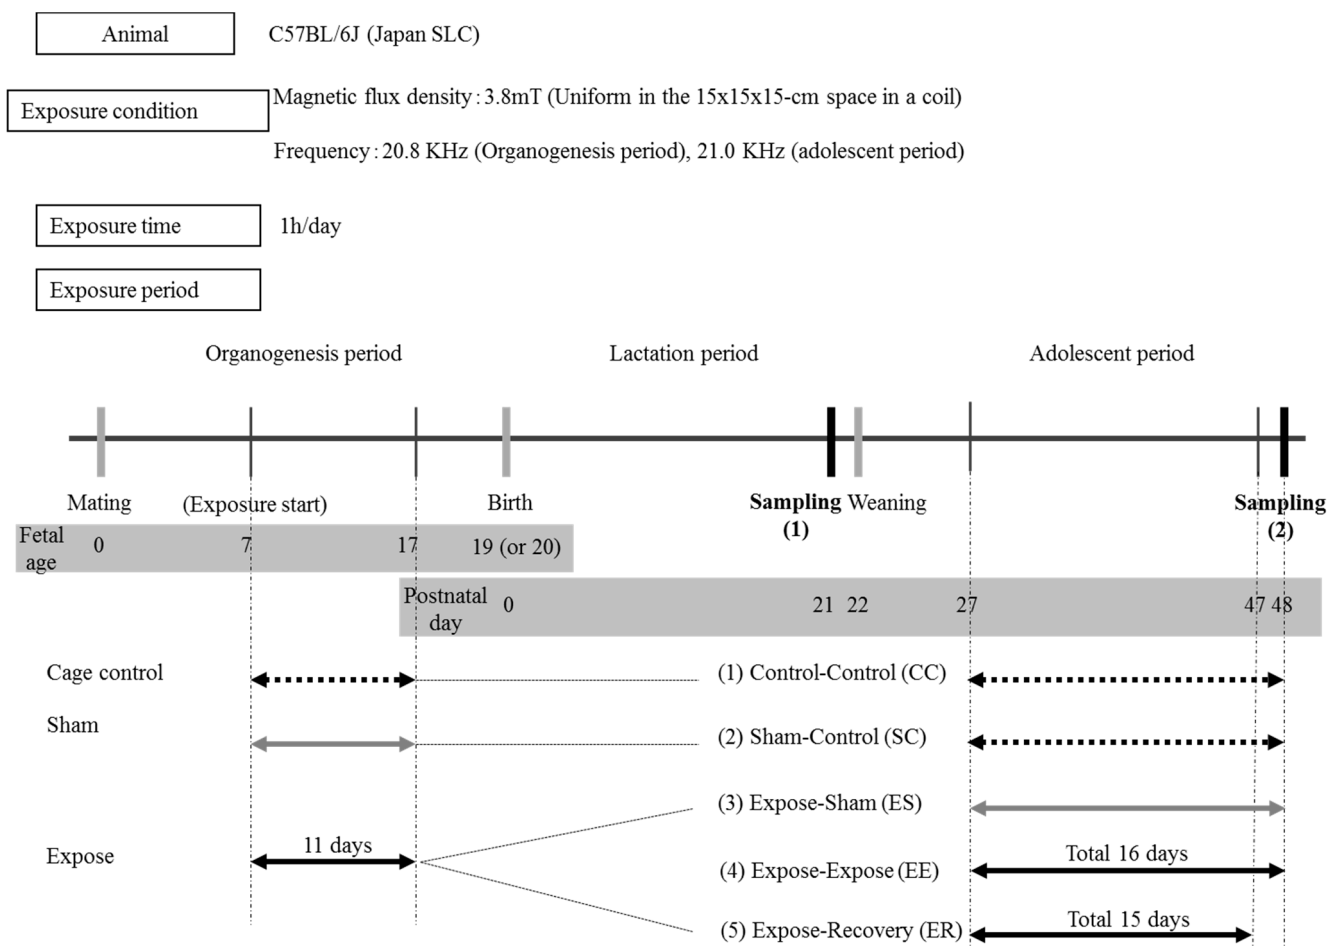 Animal
C57BL/6J (Japan SLC)
Exposure condition
Magnetic flux density : 3.8mT (Uniform in the 15x15x15-cm space in a coil)
Frequency : 20.8 KHz (Organogenesis period), 21.0 KHz (adolescent period)
Exposure time
1h/day
Exposure period
Organogenesis period
Lactation period
Adolescent period
Mating
(Exposure start)
Birth
Sampling
(1)
Weaning
Sampling
(2)
Fetal
age
0
7
17
19 (or 20)
Postnatal
day
0
21
22
27
47
48
Cage control
(1) Control-Control (CC)
Sham
(2) Sham-Control (SC)
(3) Expose-Sham (ES)
Expose
11 days
(4) Expose-Expose (EE)
Total 16 days
(5) Expose-Recovery (ER)
Total 15 days